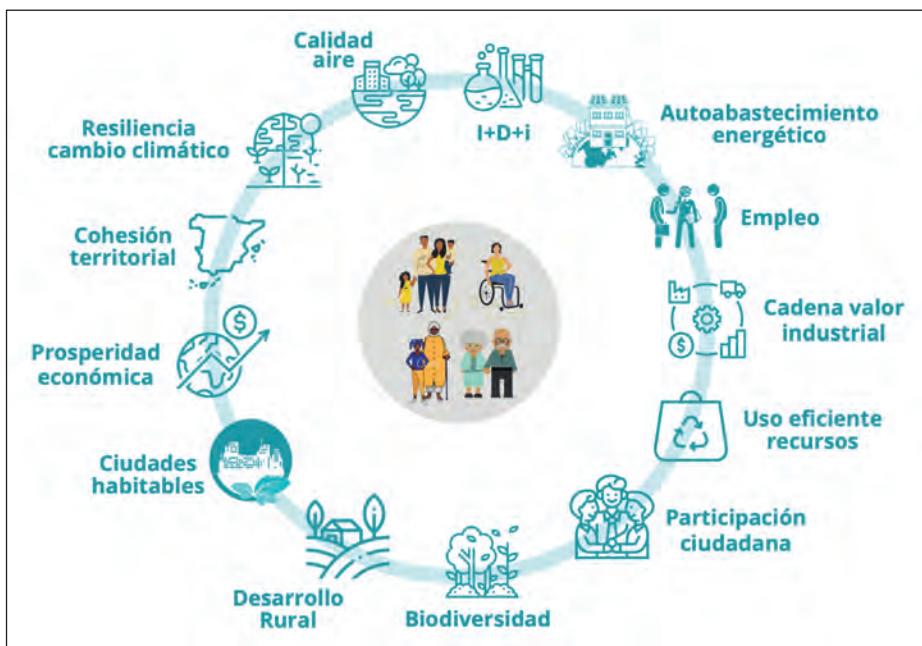 Calidad
aire
I+D+i
Autoabastecimiento
energético
Empleo
Cadena valor
industrial
Uso eficiente
recursos
Participación
ciudadana
Biodiversidad
Desarrollo
Rural
Ciudades
habitables
Prosperidad
económica
$
Cohesión
territorial
Resiliencia
cambio climático
$